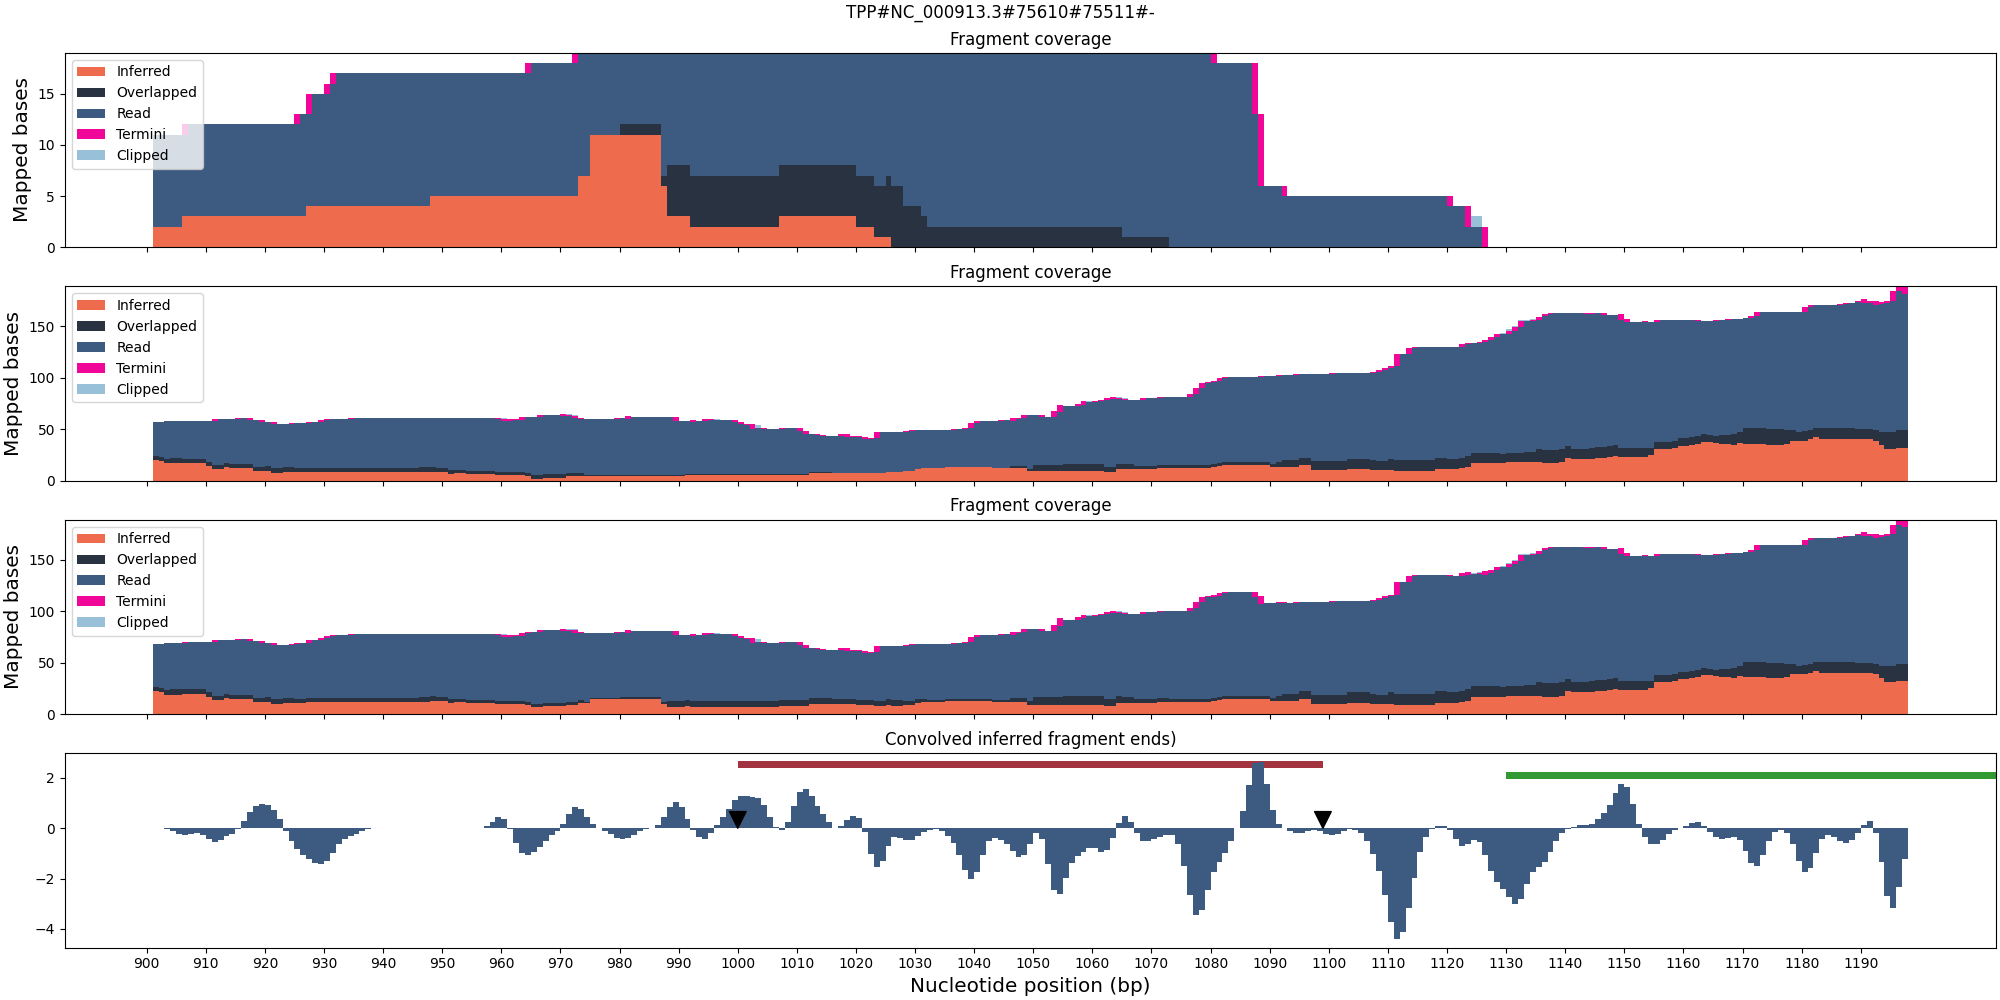 TPP#NC_000913.3#75610#75511#-
Fragment coverage
Mapped bases
15
10
5
0
Inferred
Overlapped
Read
Termini
Clipped
Fragment coverage
Mapped bases
150
100
50
0
Inferred
Overlapped
Read
Termini
Clipped
Fragment coverage
Mapped bases
150
100
50
0
Inferred
Overlapped
Read
Termini
Clipped
Convolved inferred fragment ends)
2
0
−2
−4
900 910 920 930 940 950 960 970 980 990 1000 1010 1020 1030 1040 1050 1060 1070 1080 1090 1100 1110 1120 1130 1140 1150 1160 1170 1180 1190
Nucleotide position (bp)